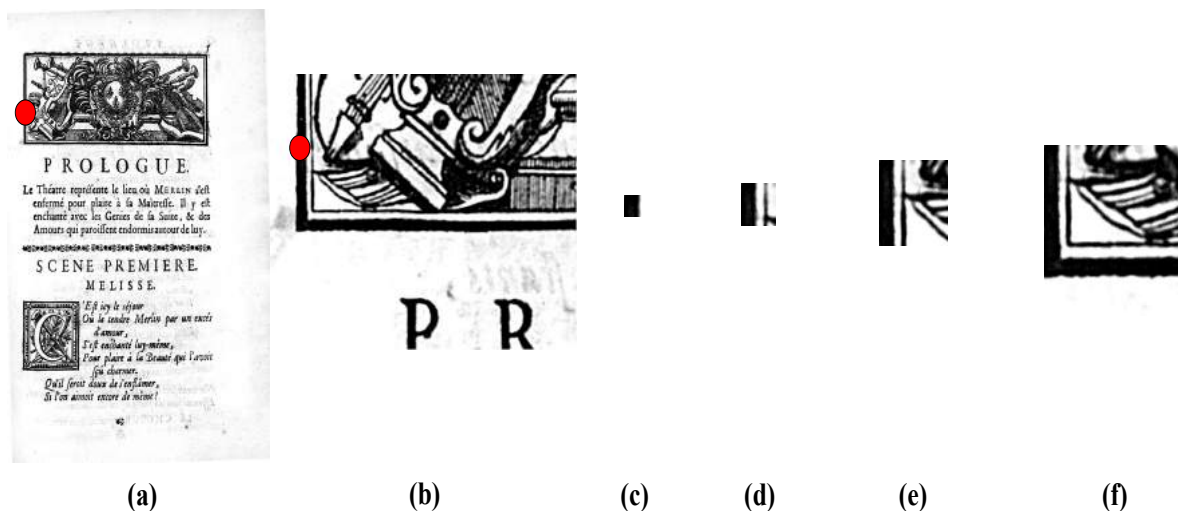 PROLOGUE.
Le Théatre représente le lieu où MERLIN s'est
enfermé pour plaire à sa Maîtresse. Il y est
enchanté avec les Genies de sa Suite, & des
Amours qui paroissent endormis autour de luy.
SCENE PREMIERE.
MELISSE.
C'Est icy le séjour
Où le tendre Merlin par un excés
d'amour,
S'est enchanté luy-même,
Pour plaire à la Beauté qui l'avoit
sçû charmer.
Qu'il seroit doux de s'enflâmer,
Si l'on aimoit encore de même!
P R
(a) (b) (c) (d) (e) (f)